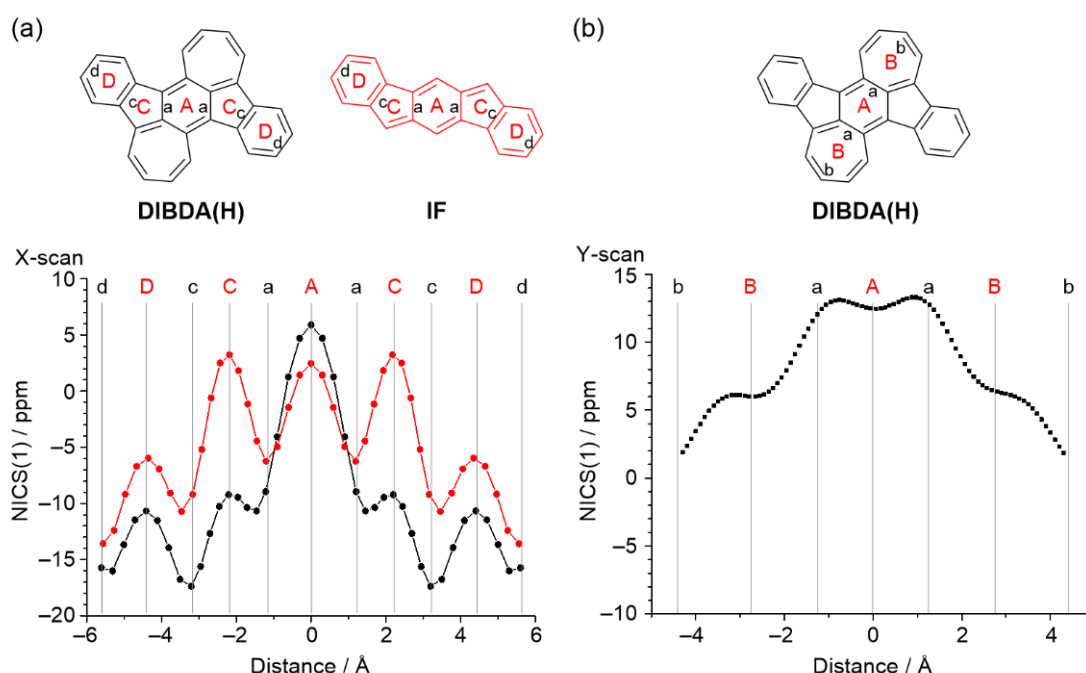 (a)
d D c C a A a C c D d
DIBDA(H)
d D c C a A a C c D d
IF
X-scan
d D c C a A a C c D d
10
5
0
−5
−10
−15
−20
NICS(1) / ppm
−6 −4 −2 0 2 4 6
Distance / Å
(b)
b B
a
A
a
B
b
DIBDA(H)
Y-scan
b B a A a B b
15
10
5
0
−5
−10
NICS(1) / ppm
−4 −2 0 2 4
Distance / Å